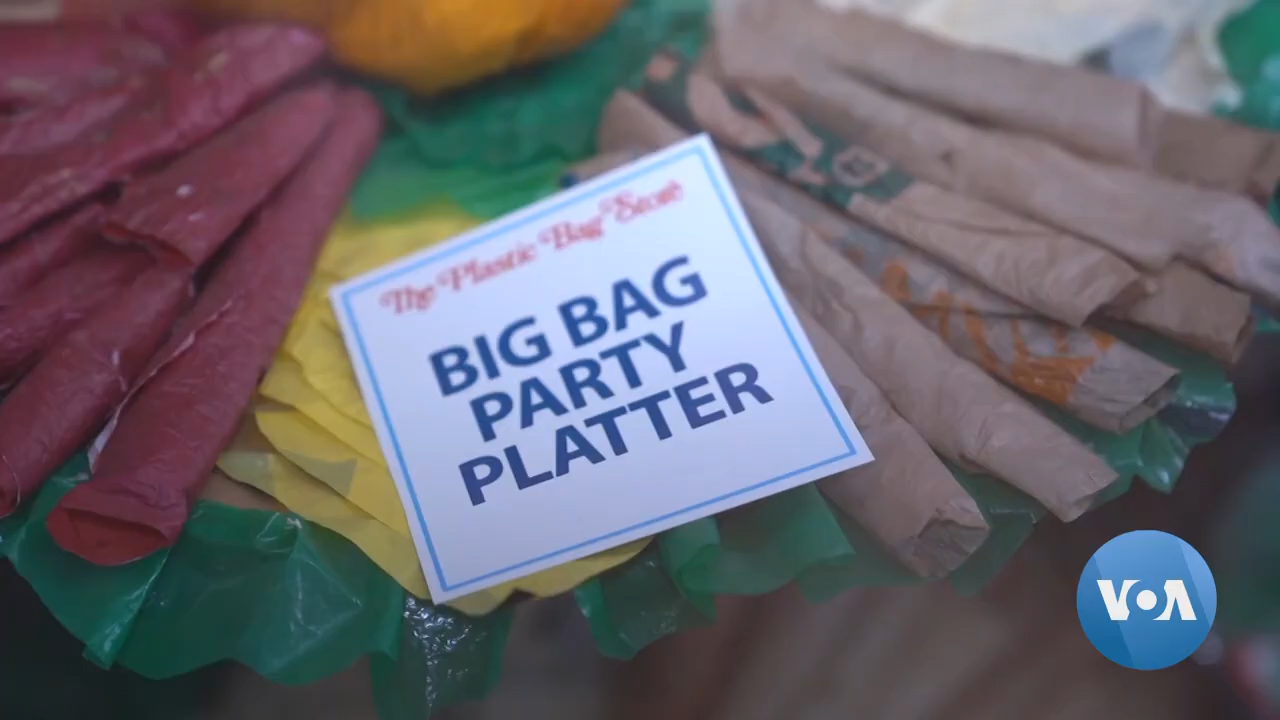 The Plastic Bag Store
BIG BAG
PARTY
PLATTER
VOA